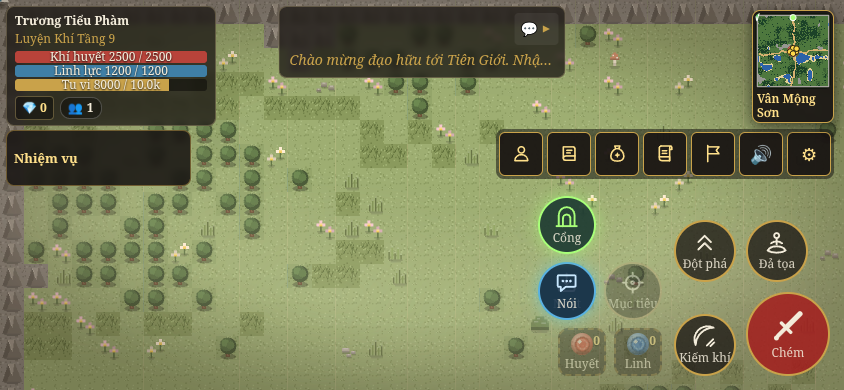 Trương Tiểu Phàm
Luyện Khí Tầng 9
Khí huyết 2500 / 2500
Linh lực 1200 / 1200
Tu vi 8000 / 10.0k
0
1
Nhiệm vụ
Chào mừng đạo hữu tới Tiên Giới. Nhậ...
Vân Mộng
Sơn
Cổng
Nói
Mục tiêu
Đột phá
Đả tọa
Huyết 0
Linh 0
Kiếm khí
Chém